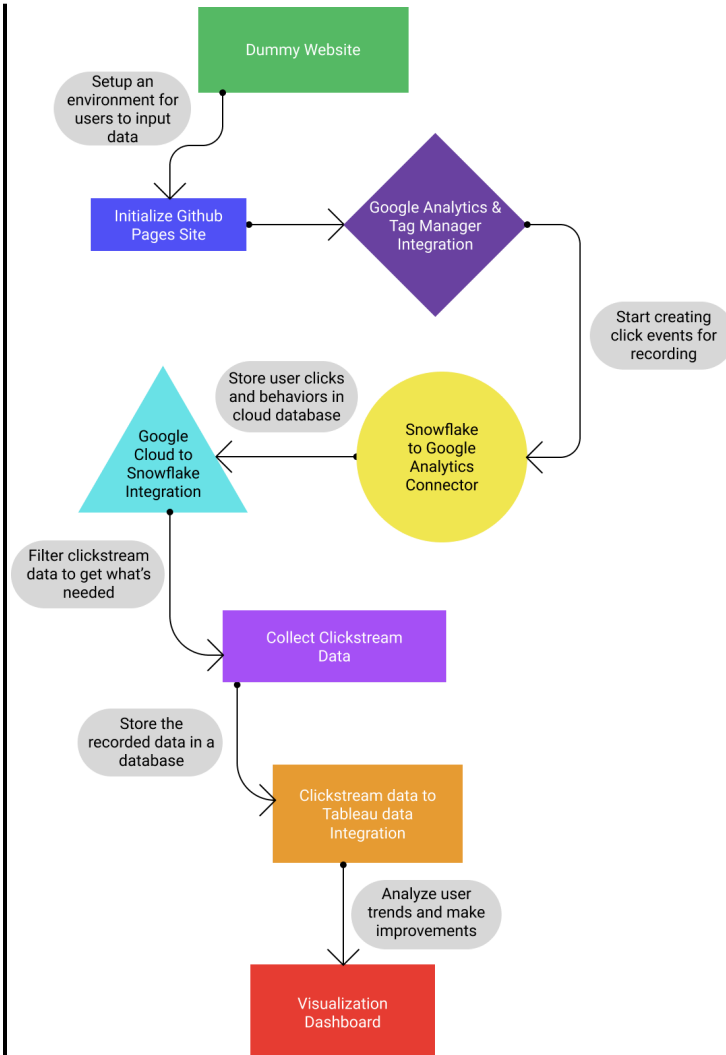 Dummy Website
Setup an
environment for
users to input
data
Initialize Github
Pages Site
Google Analytics &
Tag Manager
Integration
Start creating
click events for
recording
Snowflake
to Google
Analytics
Connector
Store user clicks
and behaviors in
cloud database
Google
Cloud to
Snowflake
Integration
Filter clickstream
data to get what's
needed
Collect Clickstream
Data
Store the
recorded data in a
database
Clickstream data to
Tableau data
Integration
Analyze user
trends and make
improvements
Visualization
Dashboard